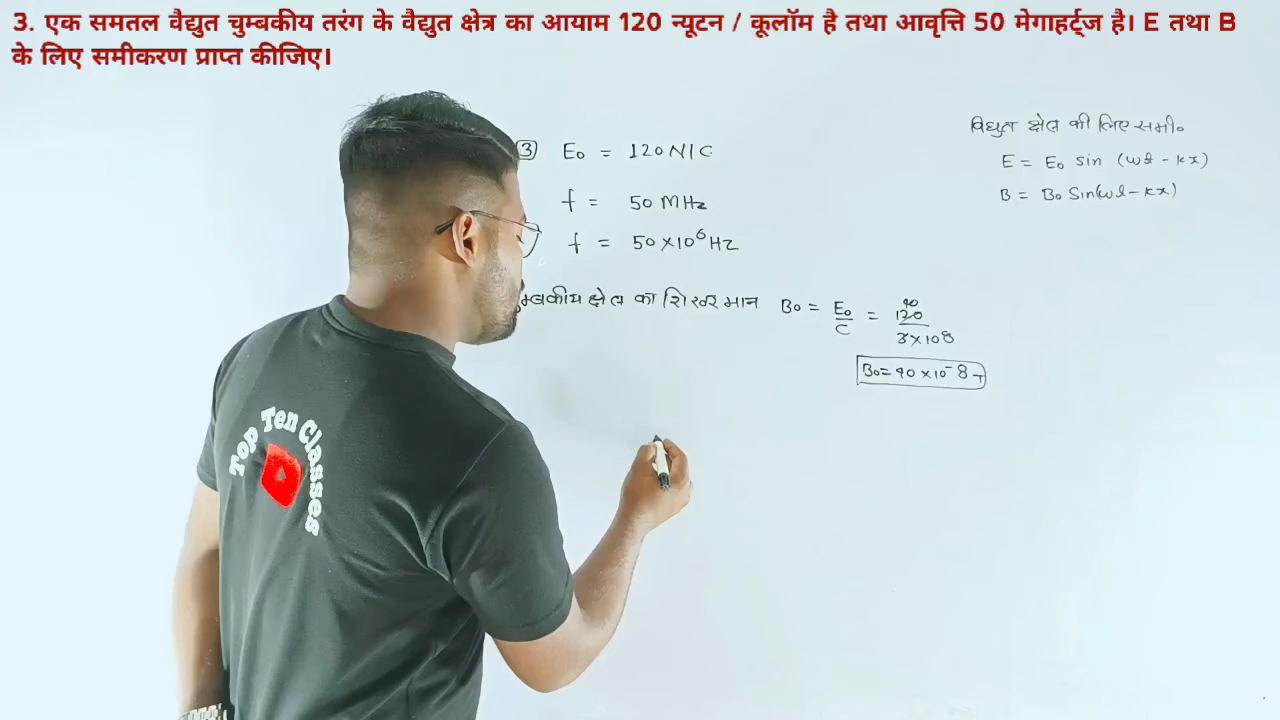 3. एक समतल वैद्युत चुम्बकीय तरंग के वैद्युत क्षेत्र का आयाम 120 न्यूटन / कूलॉम है तथा आवृत्ति 50 मेगाहर्ट्ज है। E तथा B
के लिए समीकरण प्राप्त कीजिए।
विद्युत क्षेत्र की लिए समी०
E = E₀ sin (ωt - kx)
B = B₀ Sin(ωt - kx)
3 E₀ = 120 N/C
f = 50 MHz
f = 50×10⁶ Hz
म्बकीय क्षेत्र का शिखर मान B₀ = E₀/C = 120/3×10⁸
40
B₀ = 40 ×10⁻⁸ T
Top Ten Classes